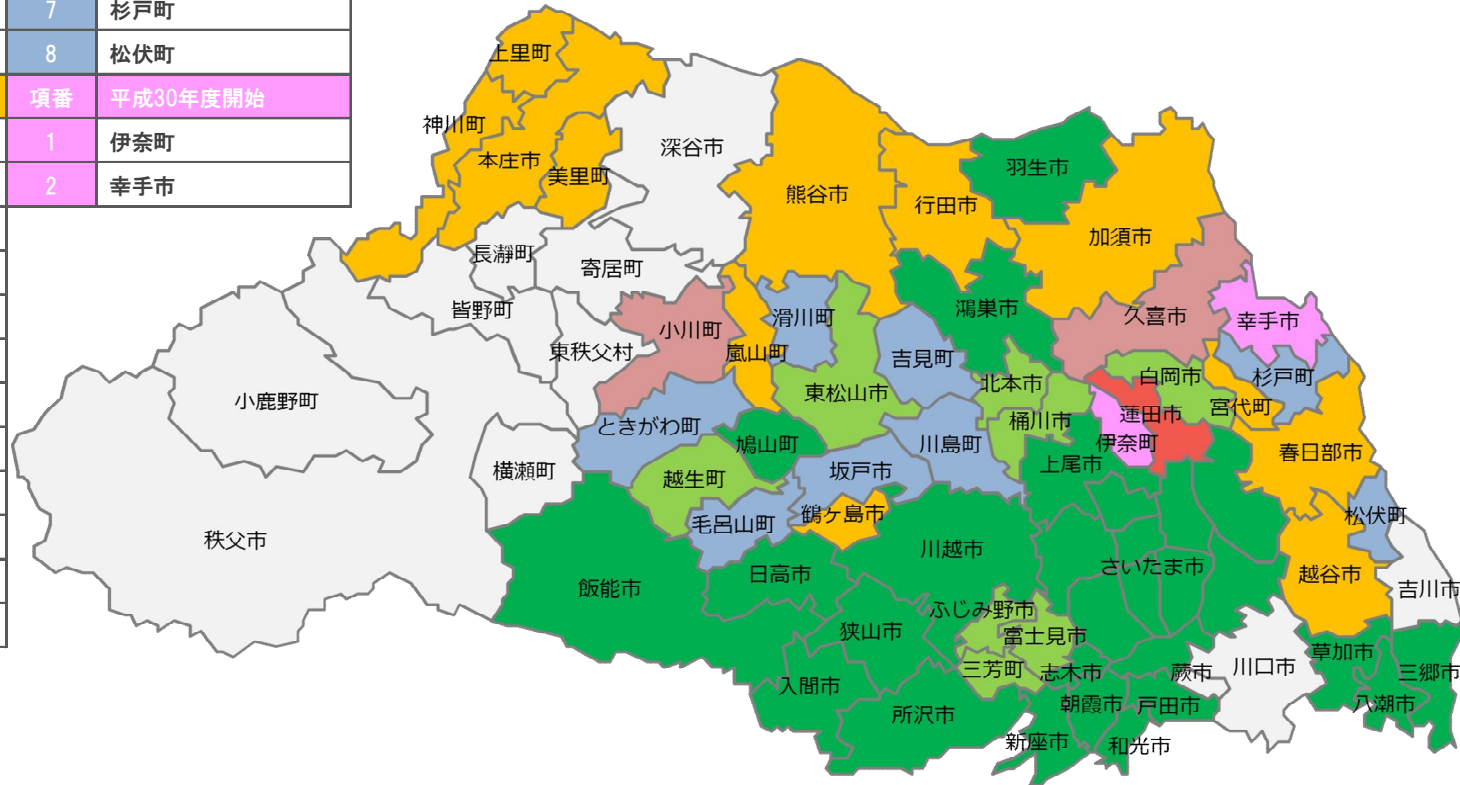 7 杉戸町
8 松伏町
項番 平成30年度開始
1 伊奈町
2 幸手市
上里町
神川町
本庄市
美里町
深谷市
熊谷市
行田市
羽生市
加須市
長瀞町
寄居町
皆野町
東秩父村
小川町
嵐山町
滑川町
吉見町
鴻巣市
久喜市
幸手市
小鹿野町
東松山市
北本市
白岡市
杉戸町
ときがわ町
鳩山町
川島町
桶川市
蓮田市
宮代町
伊奈町
横瀬町
越生町
坂戸市
上尾市
春日部市
毛呂山町
鶴ヶ島市
松伏町
秩父市
飯能市
日高市
川越市
さいたま市
越谷市
吉川市
ふじみ野市
狭山市
富士見市
三芳町
志木市
蕨市
川口市
草加市
三郷市
入間市
所沢市
朝霞市
戸田市
八潮市
新座市
和光市